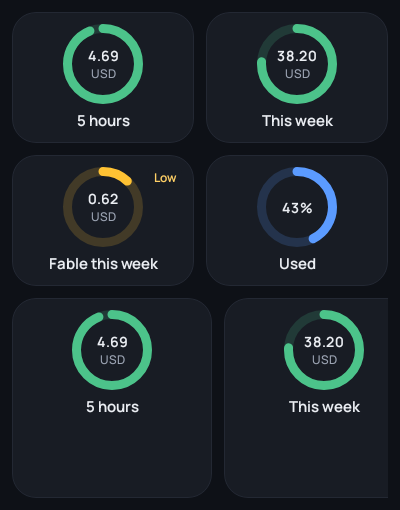 4.69
USD
5 hours
38.20
USD
This week
Low
0.62
USD
Fable this week
43%
Used
4.69
USD
5 hours
38.20
USD
This week